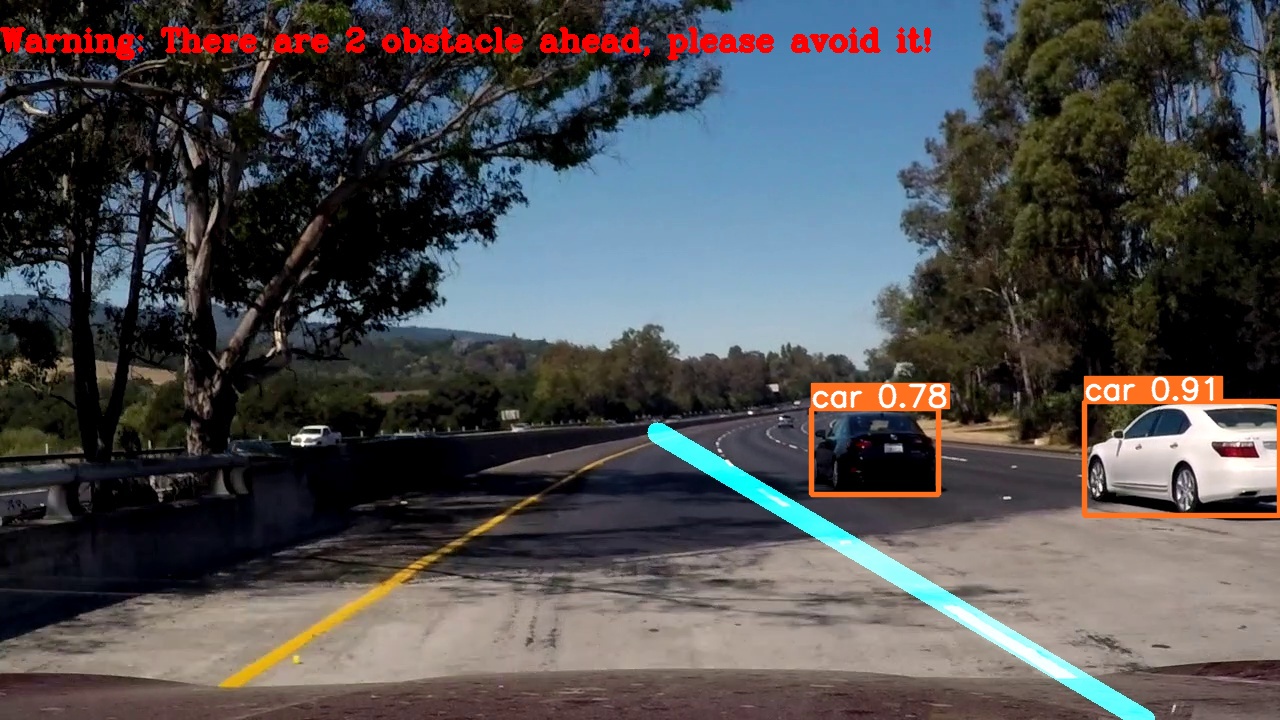 Warning: There are 2 obstacle ahead, please avoid it!
car 0.78
car 0.91